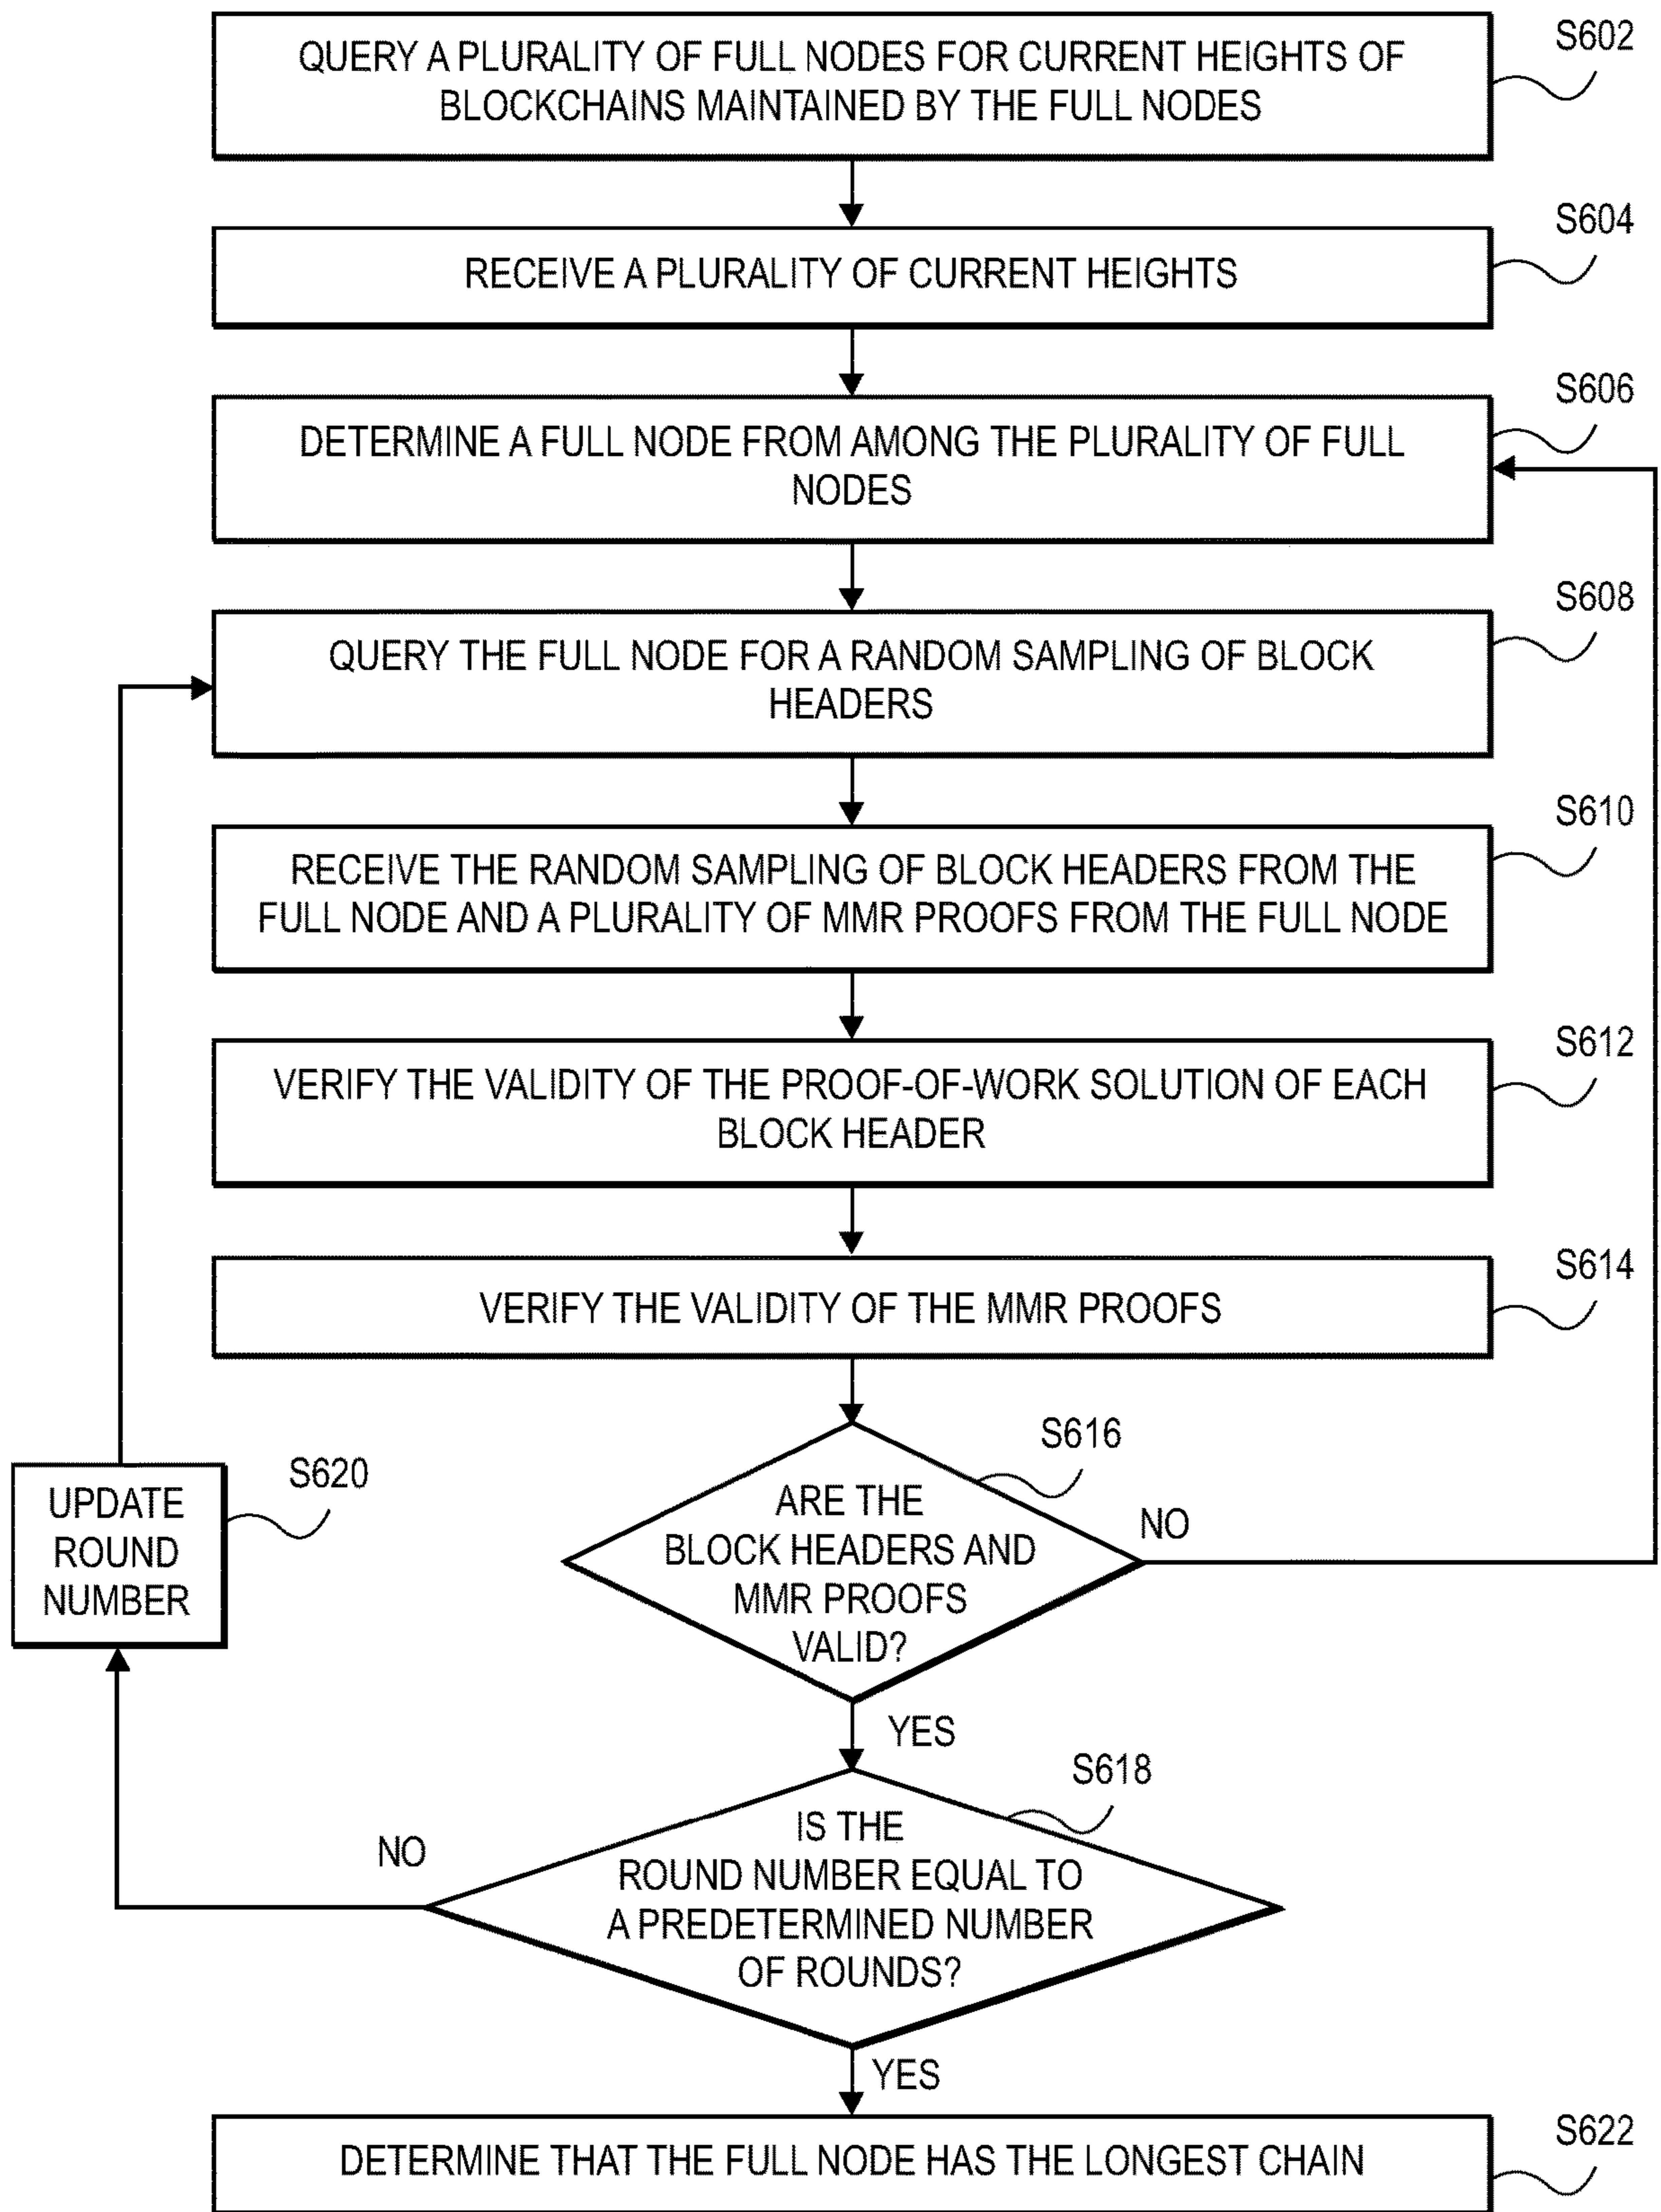 QUERY A PLURALITY OF FULL NODES FOR CURRENT HEIGHTS OF
BLOCKCHAINS MAINTAINED BY THE FULL NODES
S602
RECEIVE A PLURALITY OF CURRENT HEIGHTS
S604
DETERMINE A FULL NODE FROM AMONG THE PLURALITY OF FULL
NODES
S606
QUERY THE FULL NODE FOR A RANDOM SAMPLING OF BLOCK
HEADERS
S608
RECEIVE THE RANDOM SAMPLING OF BLOCK HEADERS FROM THE
FULL NODE AND A PLURALITY OF MMR PROOFS FROM THE FULL NODE
S610
VERIFY THE VALIDITY OF THE PROOF-OF-WORK SOLUTION OF EACH
BLOCK HEADER
S612
VERIFY THE VALIDITY OF THE MMR PROOFS
S614
ARE THE
BLOCK HEADERS AND
MMR PROOFS
VALID?
S616
NO
YES
UPDATE
ROUND
NUMBER
S620
IS THE
ROUND NUMBER EQUAL TO
A PREDETERMINED NUMBER
OF ROUNDS?
S618
NO
YES
DETERMINE THAT THE FULL NODE HAS THE LONGEST CHAIN
S622